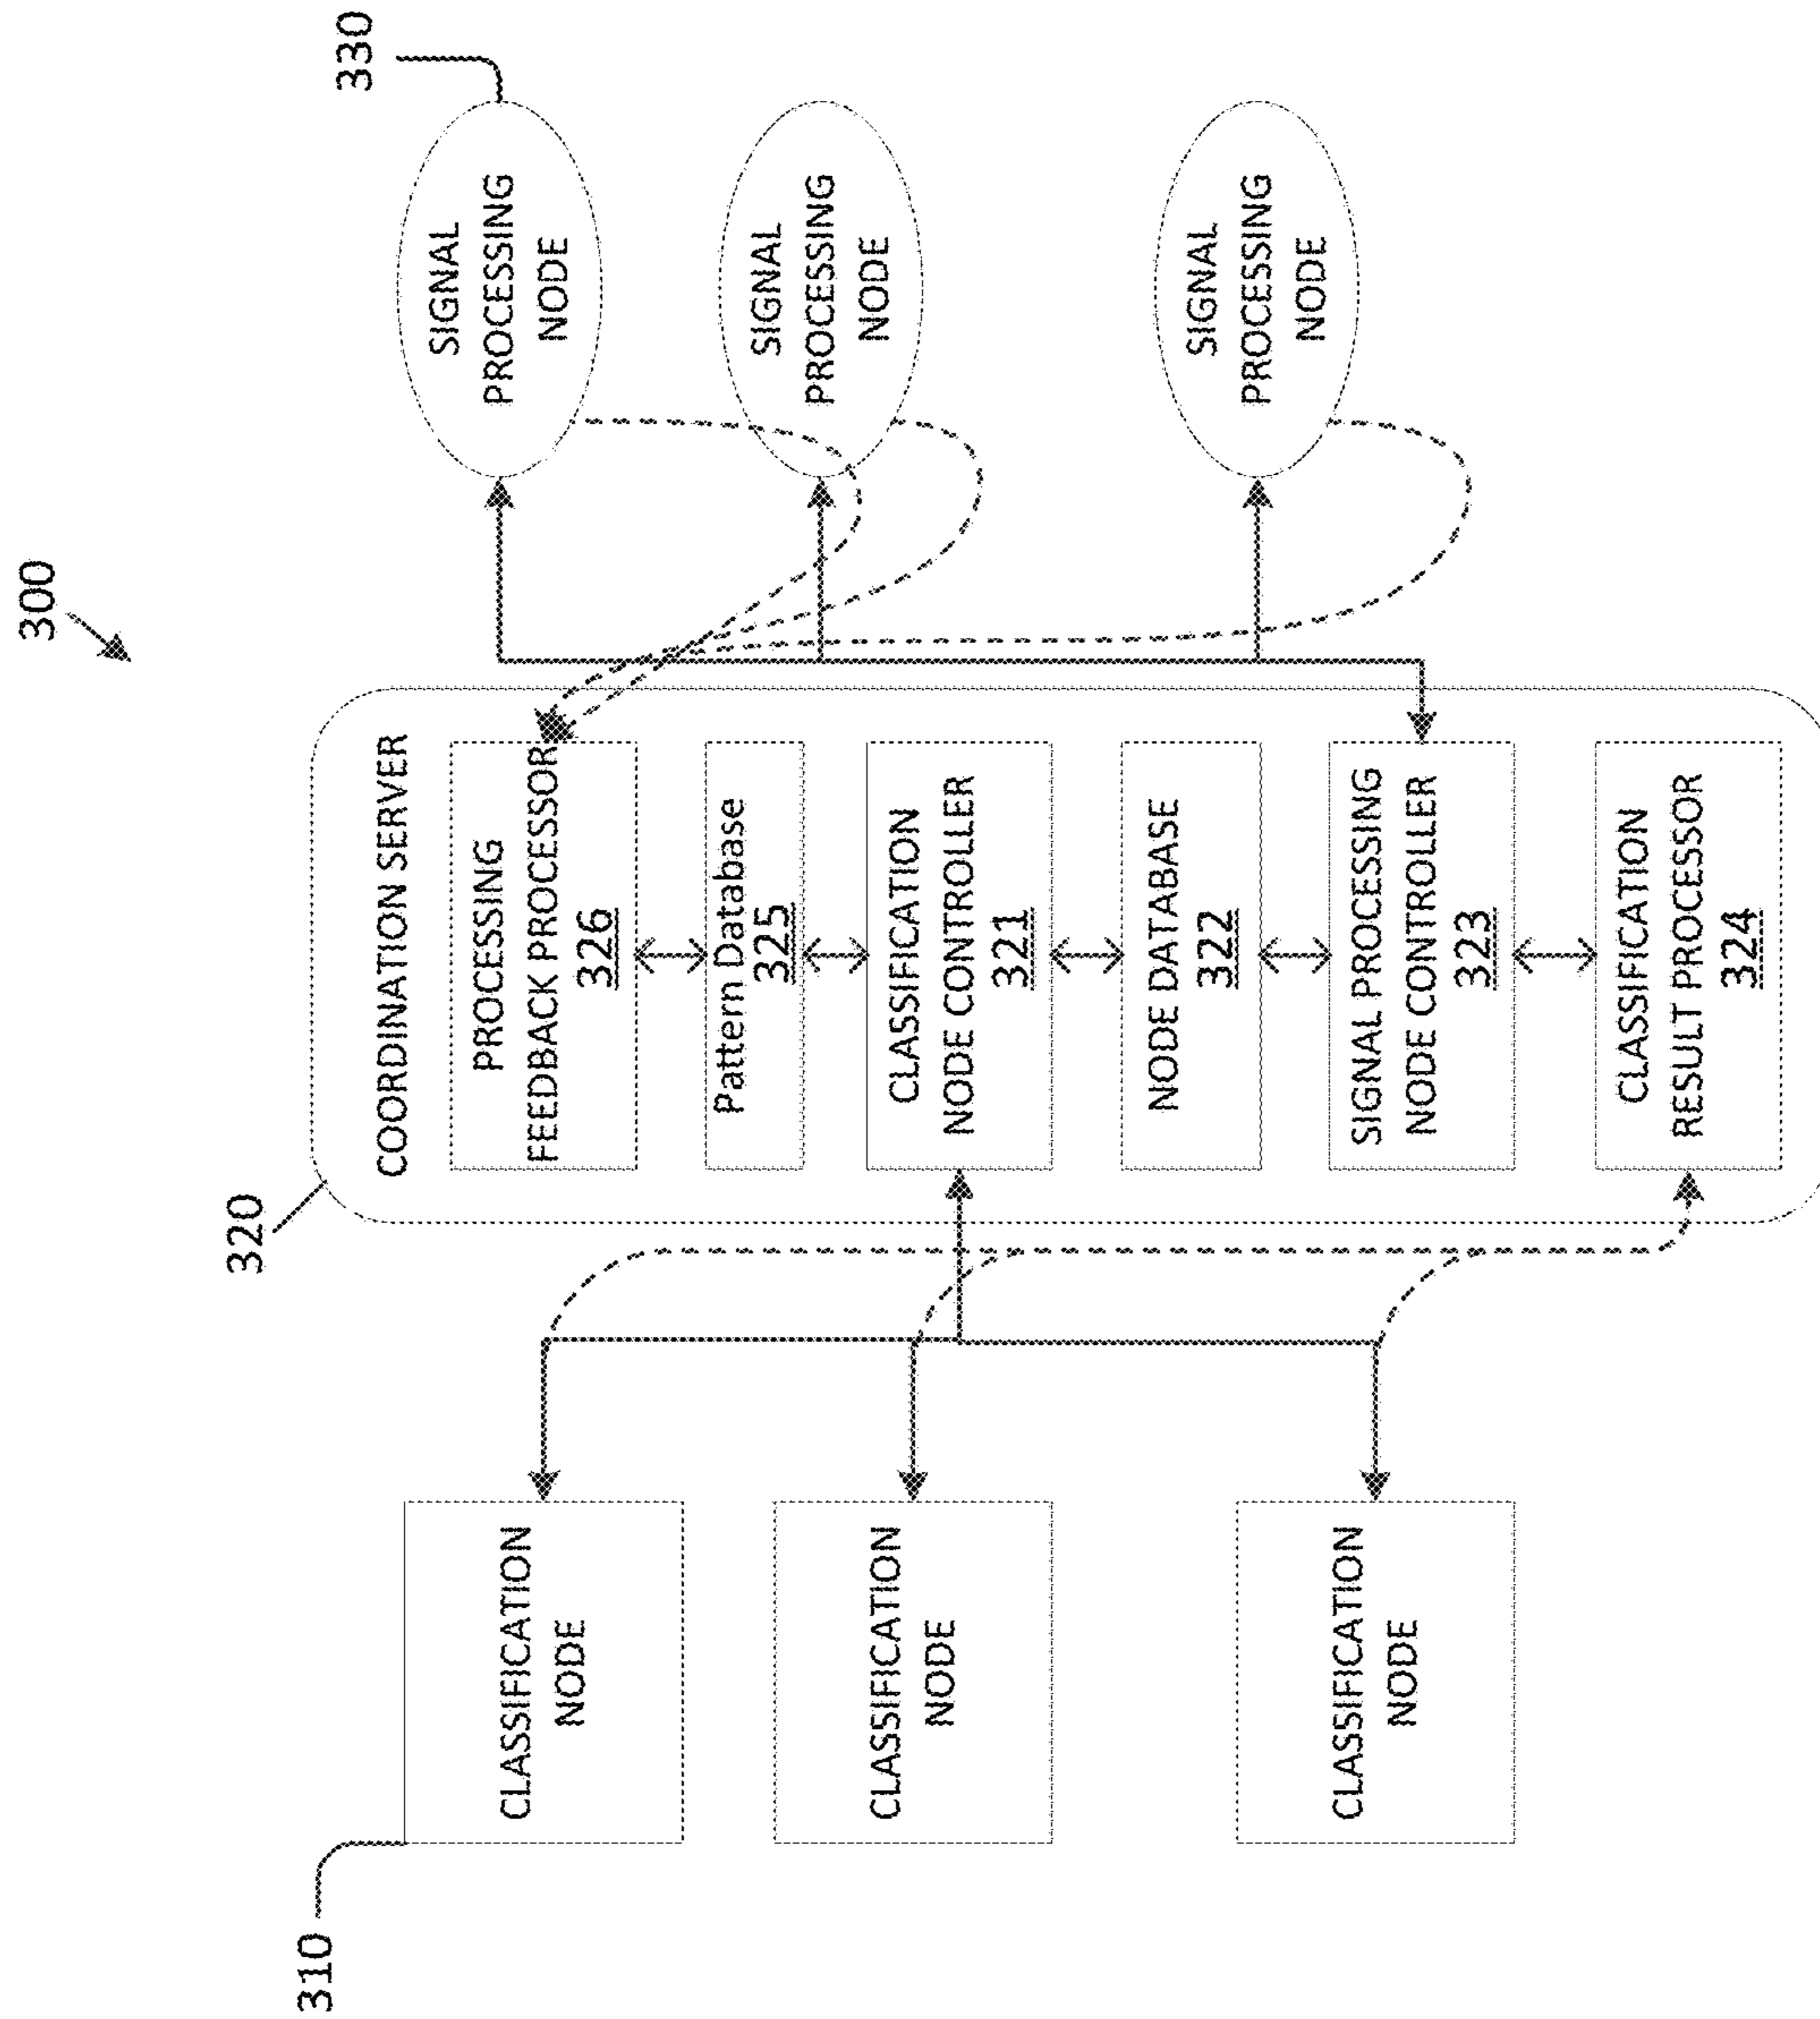 300
310
320
330
CLASSIFICATION
NODE
CLASSIFICATION
NODE
CLASSIFICATION
NODE
COORDINATION SERVER
PROCESSING
FEEDBACK PROCESSOR
326
Pattern Database
325
CLASSIFICATION
NODE CONTROLLER
321
NODE DATABASE
322
SIGNAL PROCESSING
NODE CONTROLLER
323
CLASSIFICATION
RESULT PROCESSOR
324
SIGNAL
PROCESSING
NODE
SIGNAL
PROCESSING
NODE
SIGNAL
PROCESSING
NODE